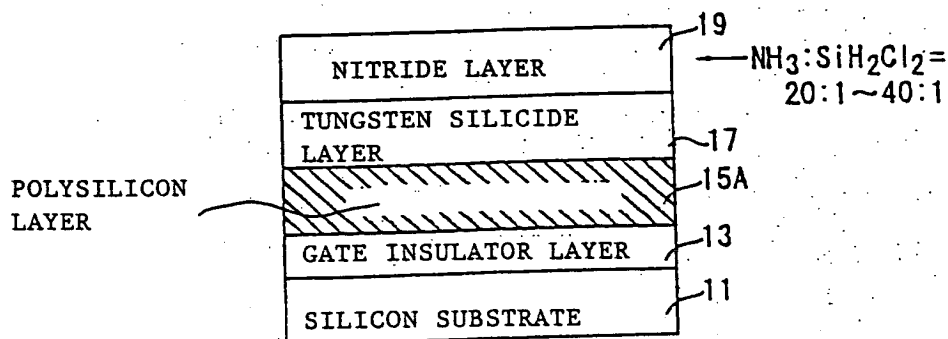 19
NITRIDE LAYER
NH3:SiH2Cl2=
20:1~40:1
TUNGSTEN SILICIDE
LAYER
17
POLYSILICON
LAYER
15A
GATE INSULATOR LAYER
13
SILICON SUBSTRATE
11